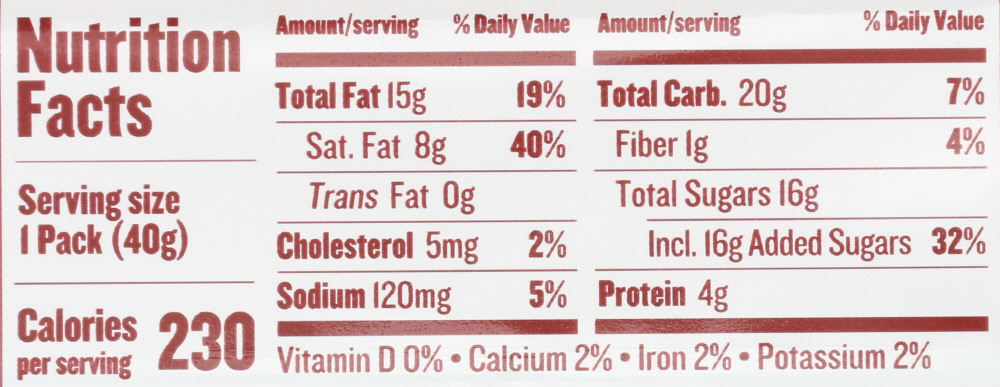 Nutrition
Facts
Serving size
1 Pack (40g)
Calories
per serving 230
Amount/serving % Daily Value
Total Fat 15g 19%
Sat. Fat 8g 40%
Trans Fat 0g
Cholesterol 5mg 2%
Sodium 120mg 5%
Amount/serving % Daily Value
Total Carb. 20g 7%
Fiber 1g 4%
Total Sugars 16g
Incl. 16g Added Sugars 32%
Protein 4g
Vitamin D 0% • Calcium 2% • Iron 2% • Potassium 2%